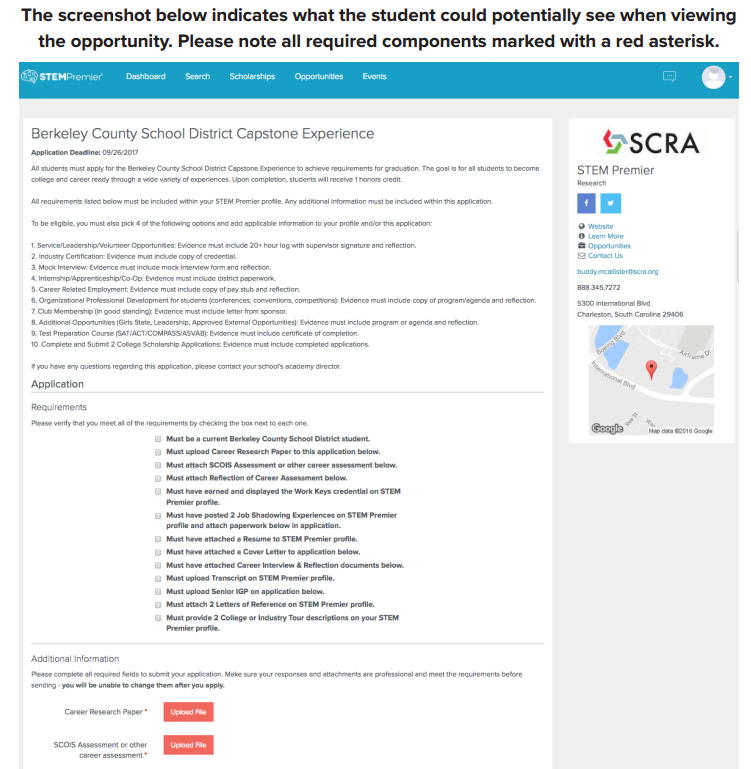 The screenshot below indicates what the student could potentially see when viewing
the opportunity. Please note all required components marked with a red asterisk.
STEMPremier Dashboard Search Scholarships Opportunities Events
Berkeley County School District Capstone Experience
Application Deadline: 09/26/2017
All students must apply for the Berkeley County School District Capstone Experience to achieve requirements for graduation. The goal is for all students to become
college and career ready through a wide variety of experiences. Upon completion, students will receive 1 honors credit.
All requirements listed below must be included within your STEM Premier profile. Any additional information must be included within this application.
To be eligible, you must also pick 4 of the following options and add applicable information to your profile and/or this application:
1. Service/Leadership/Volunteer Opportunities: Evidence must include 20+ hour log with supervisor signature and reflection.
2. Industry Certification: Evidence must include copy of credential.
3. Mock Interview: Evidence must include mock interview form and reflection.
4. Internship/Apprenticeship/Co-Op: Evidence must include district paperwork.
5. Career Related Employment: Evidence must include copy of pay stub and reflection.
6. Organizational Professional Development for students (conferences, conventions, competitions): Evidence must include copy of program/agenda and reflection.
7. Club Membership (in good standing): Evidence must include letter from sponsor.
8. Additional Opportunities (Girls State, Leadership, Approved External Opportunities): Evidence must include program or agenda and reflection.
9. Test Preparation Course (SAT/ACT/COMPASS/ASVAB): Evidence must include certificate of completion.
10. Complete and Submit 2 College Scholarship Applications: Evidence must include completed applications.
If you have any questions regarding this application, please contact your school's academy director.
Application
Requirements
Please verify that you meet all of the requirements by checking the box next to each one.
Must be a current Berkeley County School District student.
Must upload Career Research Paper to this application below.
Must attach SCOIS Assessment or other career assessment below.
Must attach Reflection of Career Assessment below.
Must have earned and displayed the Work Keys credential on STEM
Premier profile.
Must have posted 2 Job Shadowing Experiences on STEM Premier
profile and attach paperwork below in application.
Must have attached a Resume to STEM Premier profile.
Must have attached a Cover Letter to application below.
Must have attached Career Interview & Reflection documents below.
Must upload Transcript on STEM Premier profile.
Must upload Senior IGP on application below.
Must attach 2 Letters of Reference on STEM Premier profile.
Must provide 2 College or Industry Tour descriptions on your STEM
Premier profile.
Additional Information
Please complete all required fields to submit your application. Make sure your responses and attachments are professional and meet the requirements before
sending - you will be unable to change them after you apply.
Career Research Paper * Upload File
SCOIS Assessment or other Upload File
career assessment *
SCRA
STEM Premier
Research
f
Website
Learn More
Opportunities
Contact Us
buddy.mcallister@scra.org
888.345.7272
5300 International Blvd
Charleston, South Carolina 29406
Boeing Blvd
Airframe Dr
International Blvd
Google Map data ©2016 Google